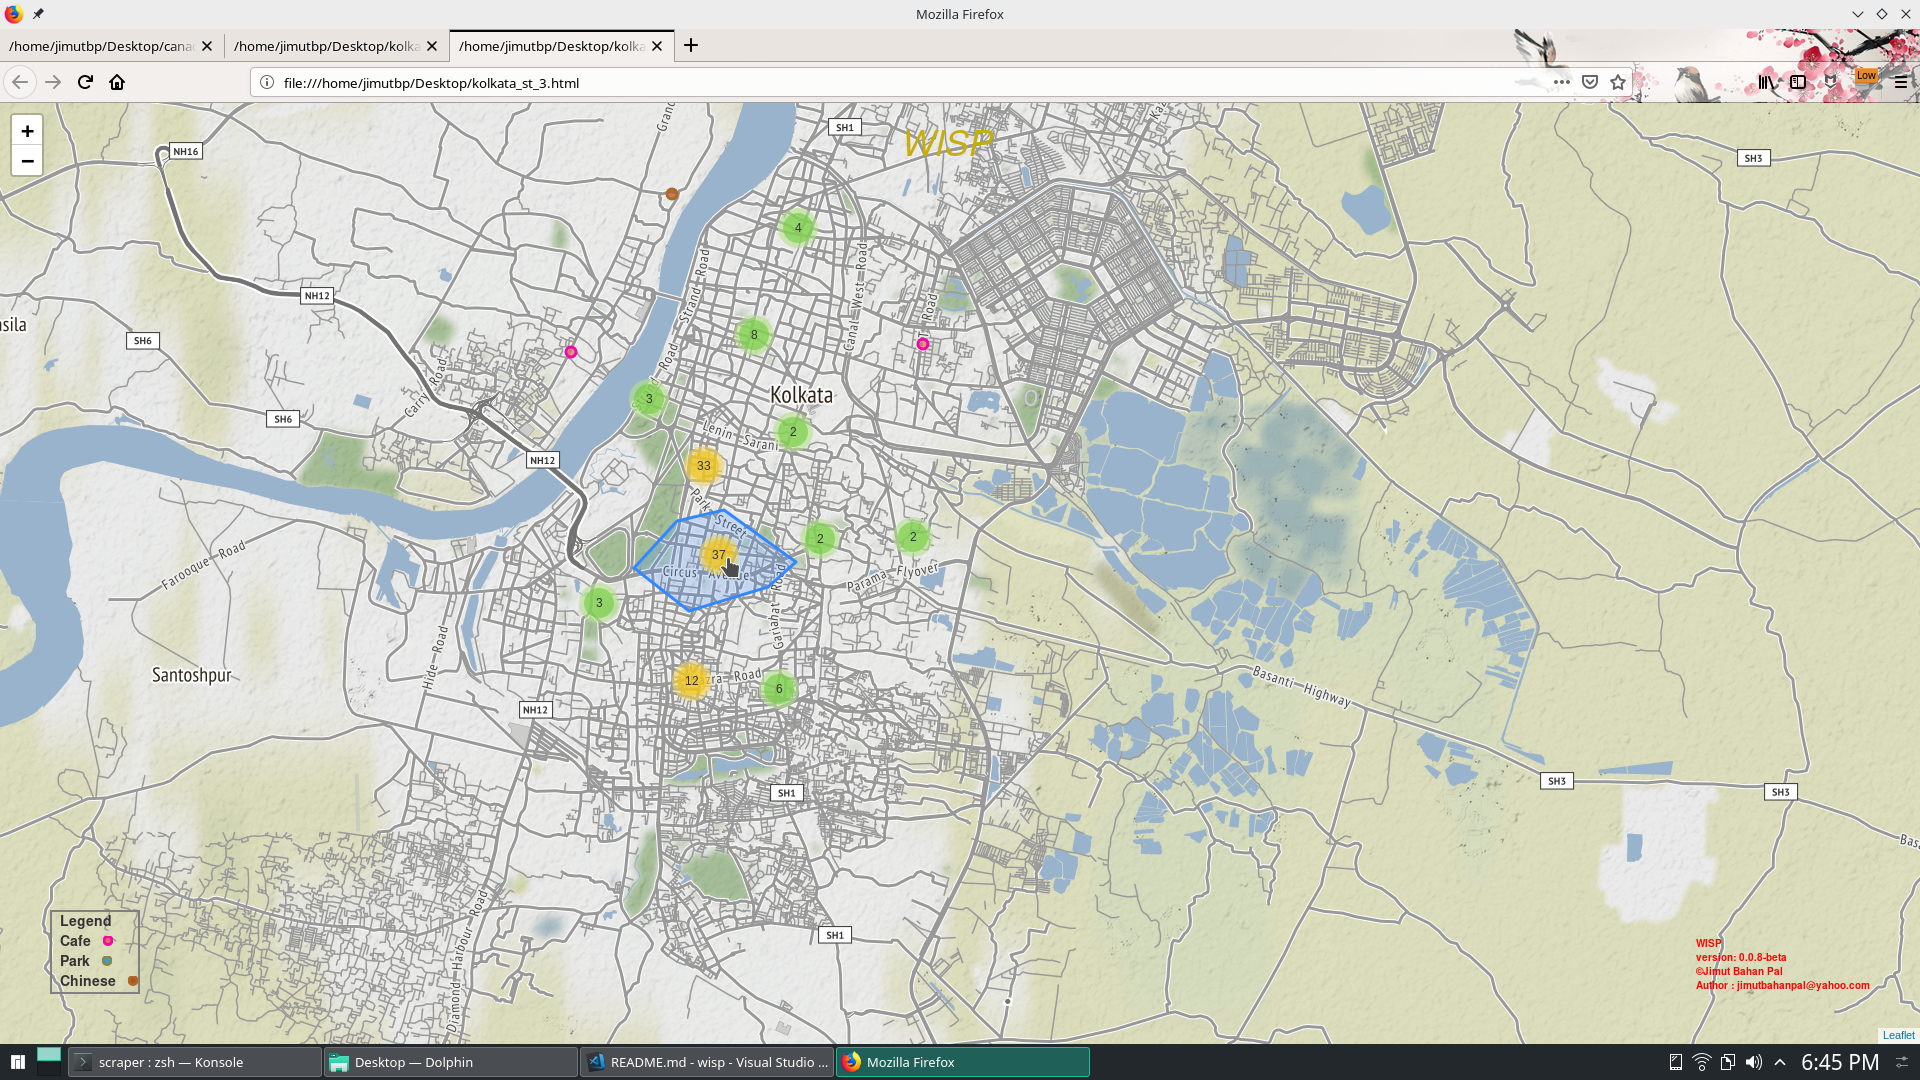 Mozilla Firefox
/home/jimutbp/Desktop/cana
/home/jimutbp/Desktop/kolka
/home/jimutbp/Desktop/kolka
file:///home/jimutbp/Desktop/kolkata_st_3.html
Low
+
−
WISP
SH1
NH16
SH3
4
NH12
Strand Road
Canal West Road
Road
asila
SH6
8
Carry Road
3
Kolkata
SH6
2
Lenin Sarani
NH12
33
Park Street
37
2
2
Circus Avenue
Farooque Road
Parama Flyover
3
Gariahat Road
Hide Road
Santoshpur
12
azra Road
6
Basanti Highway
NH12
SH3
SH1
SH3
Bas
Diamond Harbour Road
SH1
Legend
Cafe
Park
Chinese
WISP
version: 0.0.8-beta
©Jimut Bahan Pal
Author : jimutbahanpal@yahoo.com
Leaflet
scraper : zsh — Konsole
Desktop — Dolphin
README.md - wisp - Visual Studio ...
Mozilla Firefox
6:45 PM